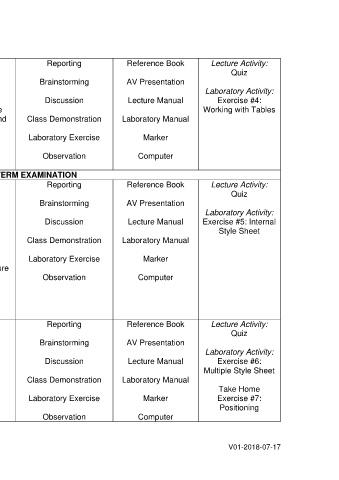 Reporting
Brainstorming
Discussion
Class Demonstration
Laboratory Exercise
Observation
Reference Book
AV Presentation
Lecture Manual
Laboratory Manual
Marker
Computer
Lecture Activity:
Quiz
Laboratory Activity:
Exercise #4:
Working with Tables
e
nd
TERM EXAMINATION
Reporting
Brainstorming
Discussion
Class Demonstration
Laboratory Exercise
Observation
Reference Book
AV Presentation
Lecture Manual
Laboratory Manual
Marker
Computer
Lecture Activity:
Quiz
Laboratory Activity:
Exercise #5: Internal
Style Sheet
ure
Reporting
Brainstorming
Discussion
Class Demonstration
Laboratory Exercise
Observation
Reference Book
AV Presentation
Lecture Manual
Laboratory Manual
Marker
Computer
Lecture Activity:
Quiz
Laboratory Activity:
Exercise #6:
Multiple Style Sheet
Take Home
Exercise #7:
Positioning
V01-2018-07-17